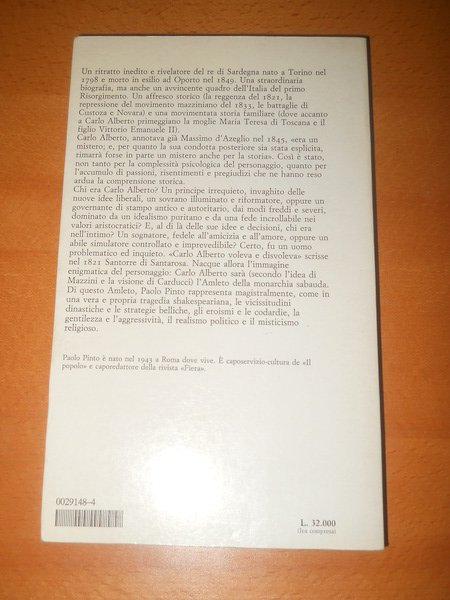 Un ritratto inedito e rivelatore del re di Sardegna nato a Torino nel
1798 e morto in esilio ad Oporto nel 1849. Una straordinaria
biografia, ma anche un avvincente quadro dell'Italia del primo
Risorgimento. Un affresco storico (la reggenza del 1821, la
repressione del movimento mazziniano del 1833, le battaglie di
Custoza e Novara) e una movimentata storia familiare (dove accanto
a Carlo Alberto primeggiano la moglie Maria Teresa di Toscana e il
figlio Vittorio Emanuele II).
Carlo Alberto, annotava già Massimo d'Azeglio nel 1845, «era un
mistero; e, per quanto la sua condotta posteriore sia stata esplicita,
rimarrà forse in parte un mistero anche per la storia». Così è stato,
non tanto per la complessità psicologica del personaggio, quanto per
l'accumulo di passioni, risentimenti e pregiudizi che ne hanno reso
ardua la comprensione storica.
Chi era Carlo Alberto? Un principe irrequieto, invaghito delle
nuove idee liberali, un sovrano illuminato e riformatore, oppure un
governante di stampo antico e autoritario, dai modi freddi e severi,
dominato da un idealismo puritano e da una fede incrollabile nei
valori aristocratici? E, al di là delle sue idee e decisioni, chi era
nell'intimo? Un sognatore, fedele all'amicizia e all'amore, oppure un
abile simulatore controllato e imprevedibile? Certo, fu un uomo
problematico ed inquieto. «Carlo Alberto voleva e disvoleva» scrisse
nel 1821 Santorre di Santarosa. Nacque allora l'immagine
enigmatica del personaggio: Carlo Alberto sarà (secondo l'idea di
Mazzini e la visione di Carducci) l'Amleto della monarchia sabauda.
Di questo Amleto, Paolo Pinto rappresenta magistralmente, come in
una vera e propria tragedia shakespeariana, le vicissitudini
dinastiche e le strategie belliche, gli eroismi e le codardie, la
gentilezza e l'aggressività, il realismo politico e il misticismo
religioso.
Paolo Pinto è nato nel 1943 a Roma dove vive. È caposervizio-cultura de «Il
popolo» e caporedattore della rivista «Fiera».
0029148-4
L. 32.000
(Iva compresa)